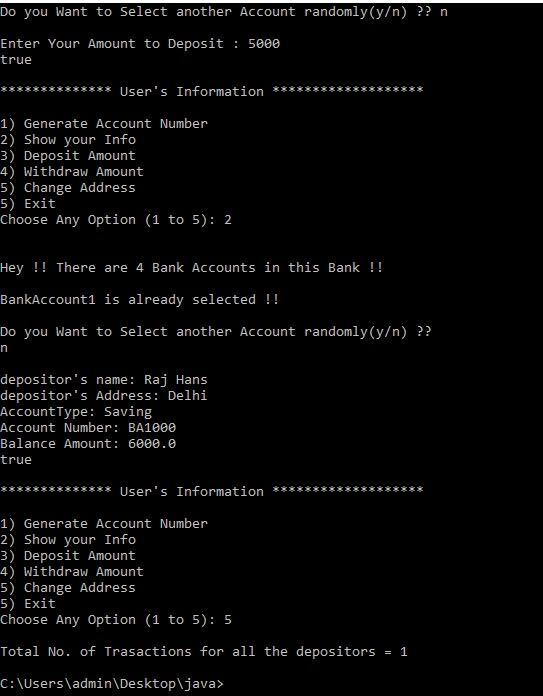 Do you Want to Select another Account randomly(y/n) ?? n
Enter Your Amount to Deposit : 5000
true
************** User's Information *******************
1) Generate Account Number
2) Show your Info
3) Deposit Amount
4) Withdraw Amount
5) Change Address
5) Exit
Choose Any Option (1 to 5): 2
Hey !! There are 4 Bank Accounts in this Bank !!
BankAccount1 is already selected !!
Do you Want to Select another Account randomly(y/n) ??
n
depositor's name: Raj Hans
depositor's Address: Delhi
AccountType: Saving
Account Number: BA1000
Balance Amount: 6000.0
true
************** User's Information *******************
1) Generate Account Number
2) Show your Info
3) Deposit Amount
4) Withdraw Amount
5) Change Address
5) Exit
Choose Any Option (1 to 5): 5
Total No. of Trasactions for all the depositors = 1
C:\Users\admin\Desktop\java>